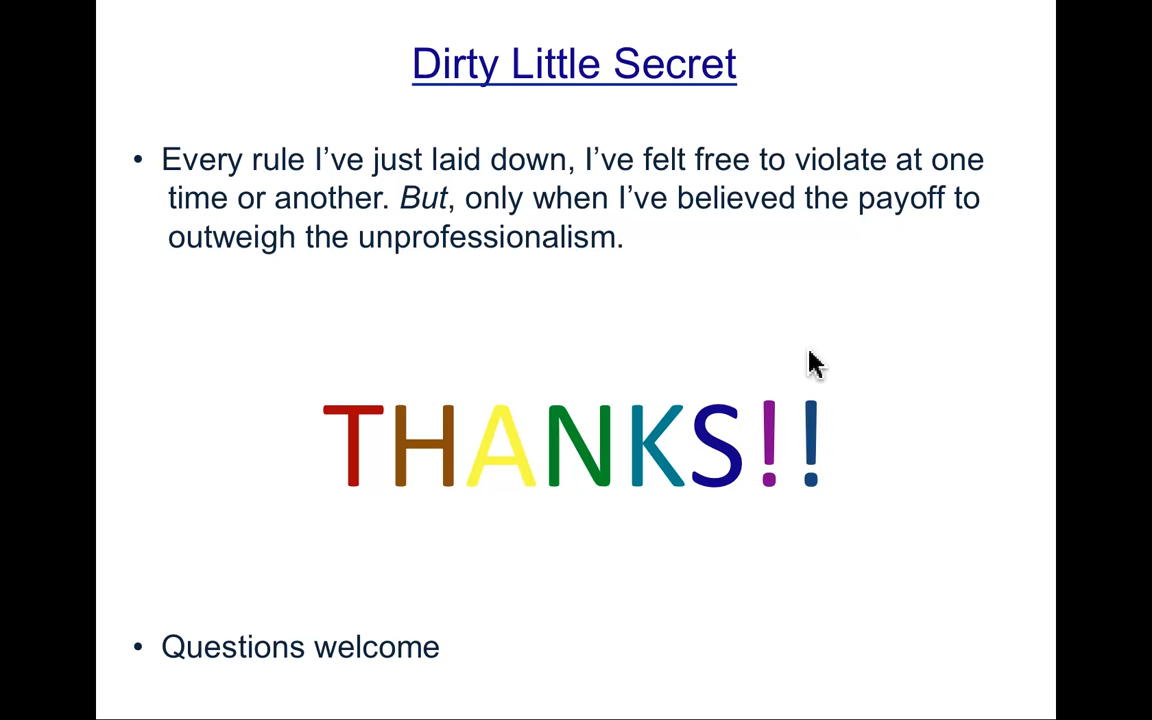 Dirty Little Secret
• Every rule I’ve just laid down, I’ve felt free to violate at one
time or another. But, only when I’ve believed the payoff to
outweigh the unprofessionalism.
THANKS!!
• Questions welcome